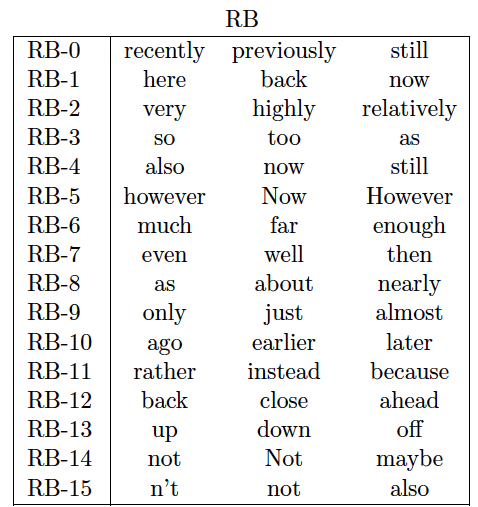 RB
RB-0 recently previously still
RB-1 here back now
RB-2 very highly relatively
RB-3 so too as
RB-4 also now still
RB-5 however Now However
RB-6 much far enough
RB-7 even well then
RB-8 as about nearly
RB-9 only just almost
RB-10 ago earlier later
RB-11 rather instead because
RB-12 back close ahead
RB-13 up down off
RB-14 not Not maybe
RB-15 n't not also